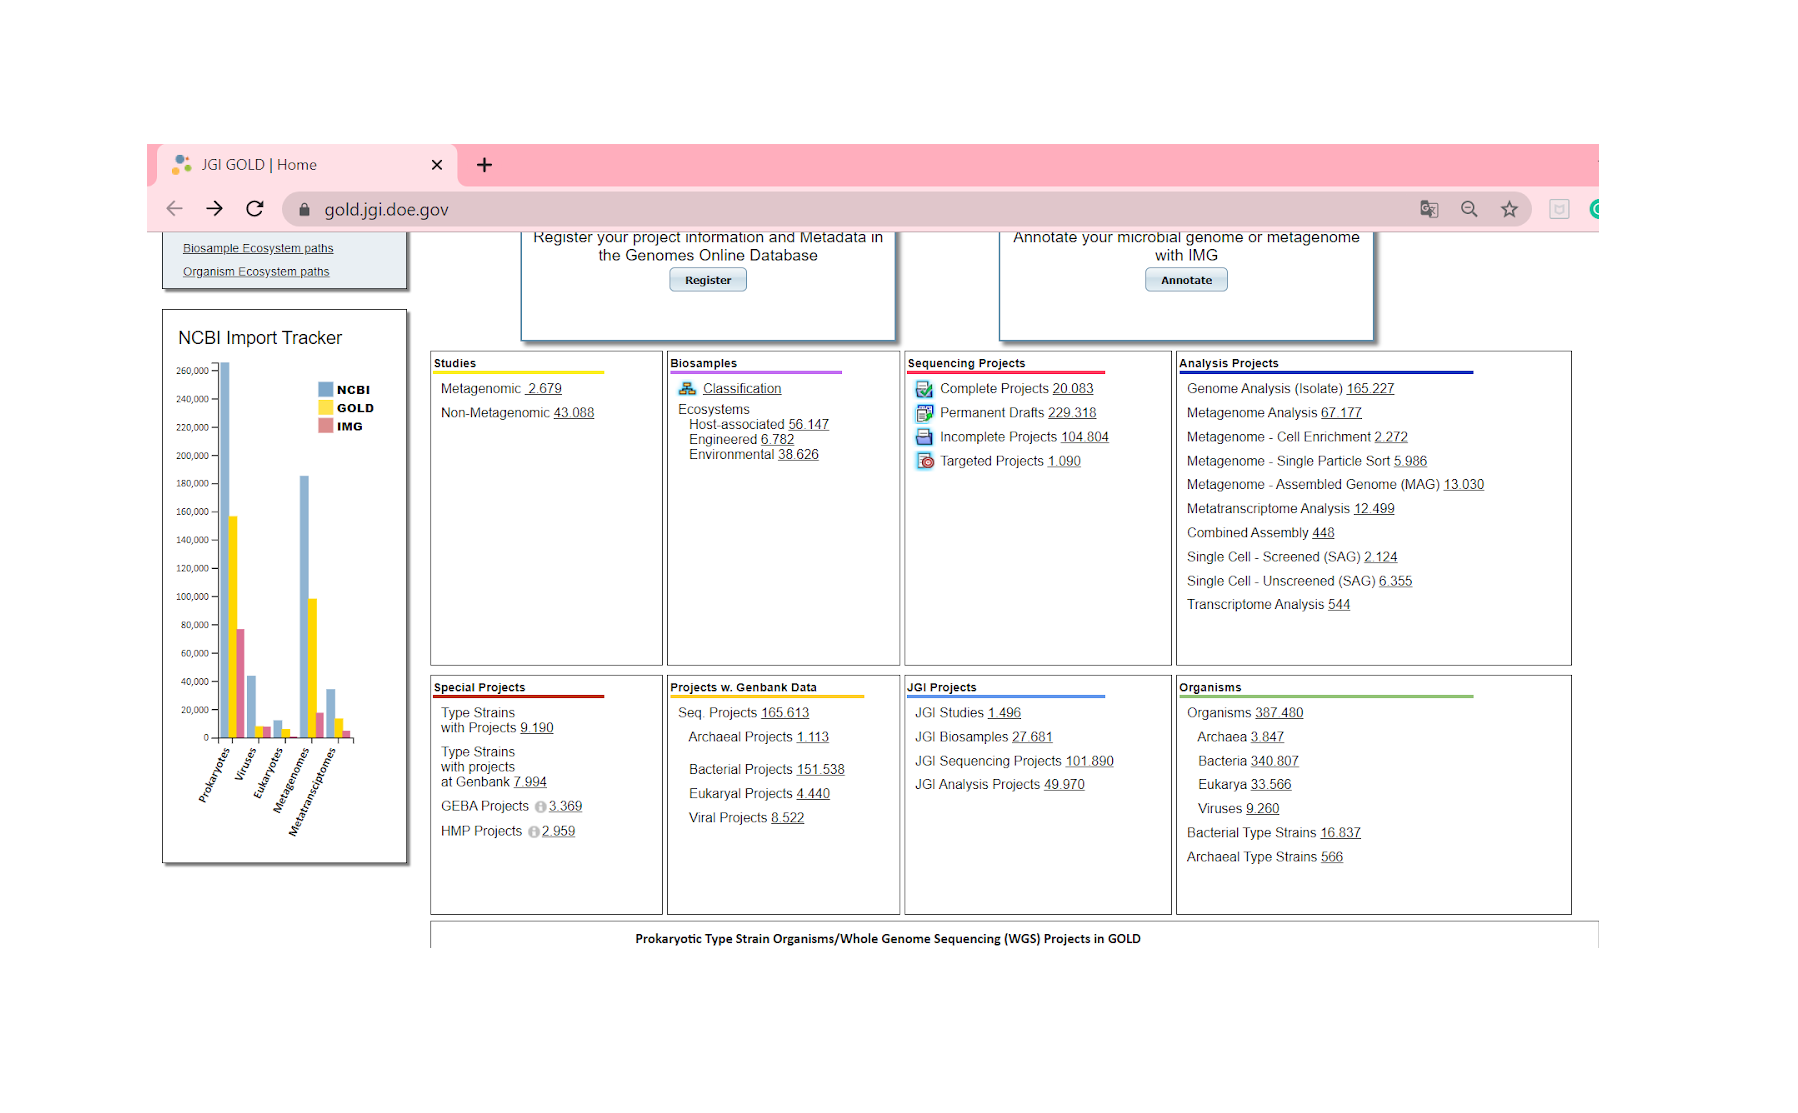 JGI GOLD | Home
gold.jgi.doe.gov
Biosample Ecosystem paths
Organism Ecosystem paths
Register your project information and Metadata in
the Genomes Online Database
Register
Annotate your microbial genome or metagenome
with IMG
Annotate
NCBI Import Tracker
260,000
240,000
220,000
200,000
180,000
160,000
140,000
120,000
100,000
80,000
60,000
40,000
20,000
0
NCBI
GOLD
IMG
Prokaryotes
Viruses
Eukaryotes
Metagenomes
Metatransciptomes
Studies
Metagenomic 2.679
Non-Metagenomic 43.088
Biosamples
Classification
Ecosystems
Host-associated 56.147
Engineered 6.782
Environmental 38.626
Sequencing Projects
Complete Projects 20.083
Permanent Drafts 229.318
Incomplete Projects 104.804
Targeted Projects 1.090
Analysis Projects
Genome Analysis (Isolate) 165.227
Metagenome Analysis 67.177
Metagenome - Cell Enrichment 2.272
Metagenome - Single Particle Sort 5.986
Metagenome - Assembled Genome (MAG) 13.030
Metatranscriptome Analysis 12.499
Combined Assembly 448
Single Cell - Screened (SAG) 2.124
Single Cell - Unscreened (SAG) 6.355
Transcriptome Analysis 544
Special Projects
Type Strains
with Projects 9.190
Type Strains
with projects
at Genbank 7.994
GEBA Projects 3.369
HMP Projects 2.959
Projects w. Genbank Data
Seq. Projects 165.613
Archaeal Projects 1.113
Bacterial Projects 151.538
Eukaryal Projects 4.440
Viral Projects 8.522
JGI Projects
JGI Studies 1.496
JGI Biosamples 27.681
JGI Sequencing Projects 101.890
JGI Analysis Projects 49.970
Organisms
Organisms 387.480
Archaea 3.847
Bacteria 340.807
Eukarya 33.566
Viruses 9.260
Bacterial Type Strains 16.837
Archaeal Type Strains 566
Prokaryotic Type Strain Organisms/Whole Genome Sequencing (WGS) Projects in GOLD